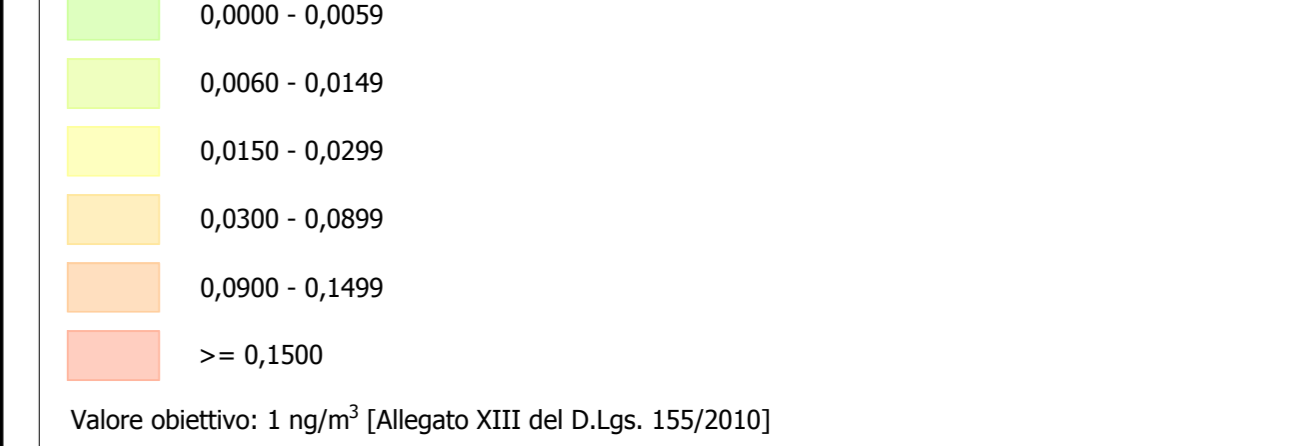 0,0000 - 0,0059
0,0060 - 0,0149
0,0150 - 0,0299
0,0300 - 0,0899
0,0900 - 0,1499
>= 0,1500
Valore obiettivo: 1 ng/m³ [Allegato XIII del D.Lgs. 155/2010]